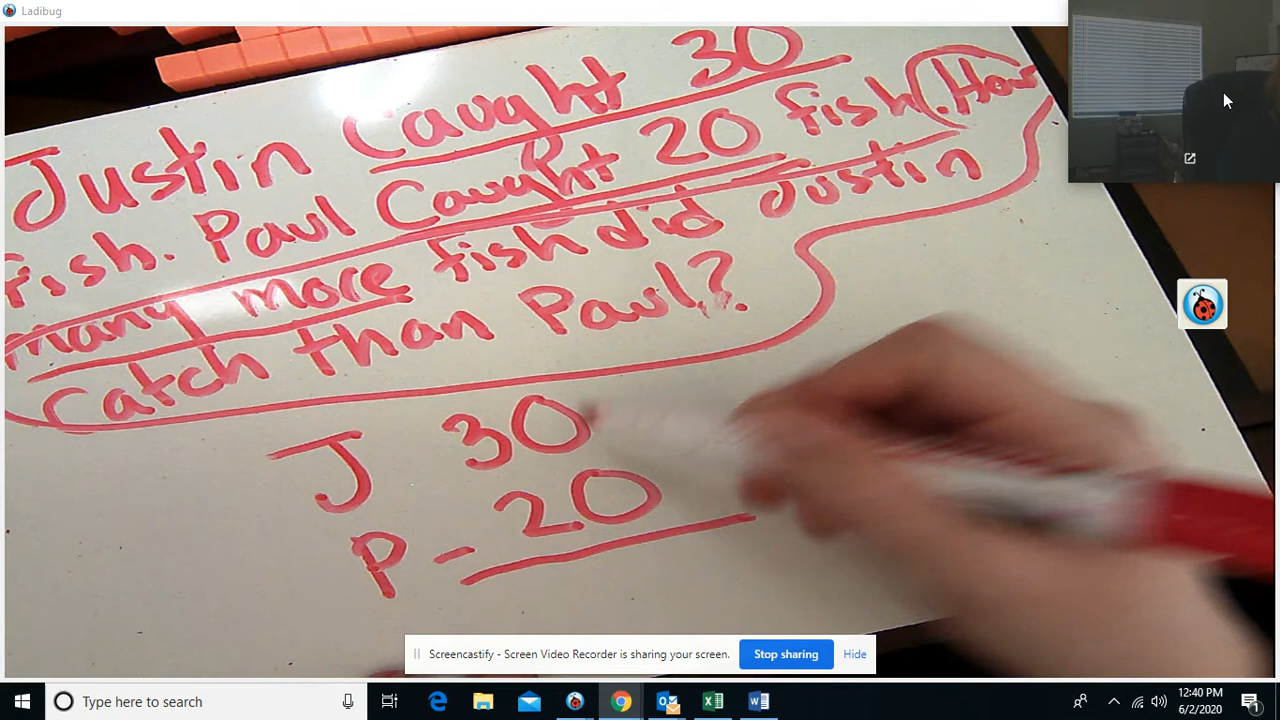 Ladibug
Justin Caught 30
fish. Paul Caught 20 fish. How
many more fish did Justin
Catch than Paul?
J 30
P - 20
Screencastify - Screen Video Recorder is sharing your screen.
Stop sharing
Hide
Type here to search
12:40 PM
6/2/2020